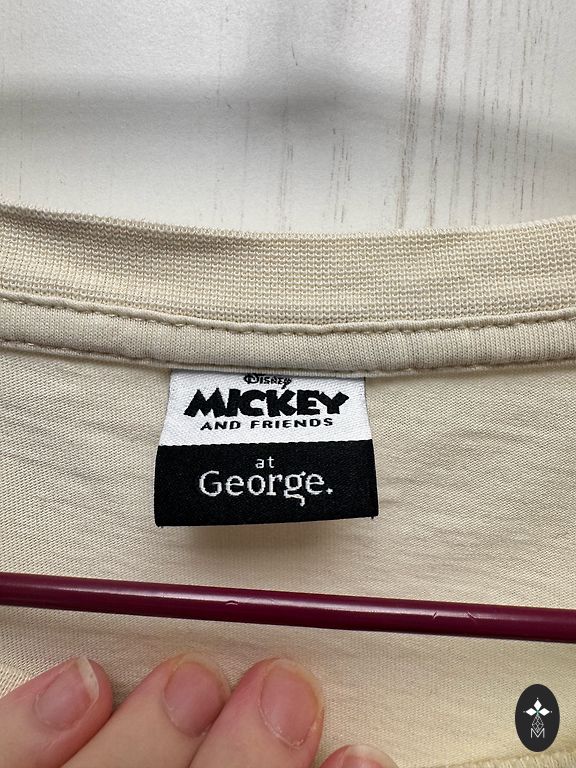 Disney
MICKEY
AND FRIENDS
at
George.
M